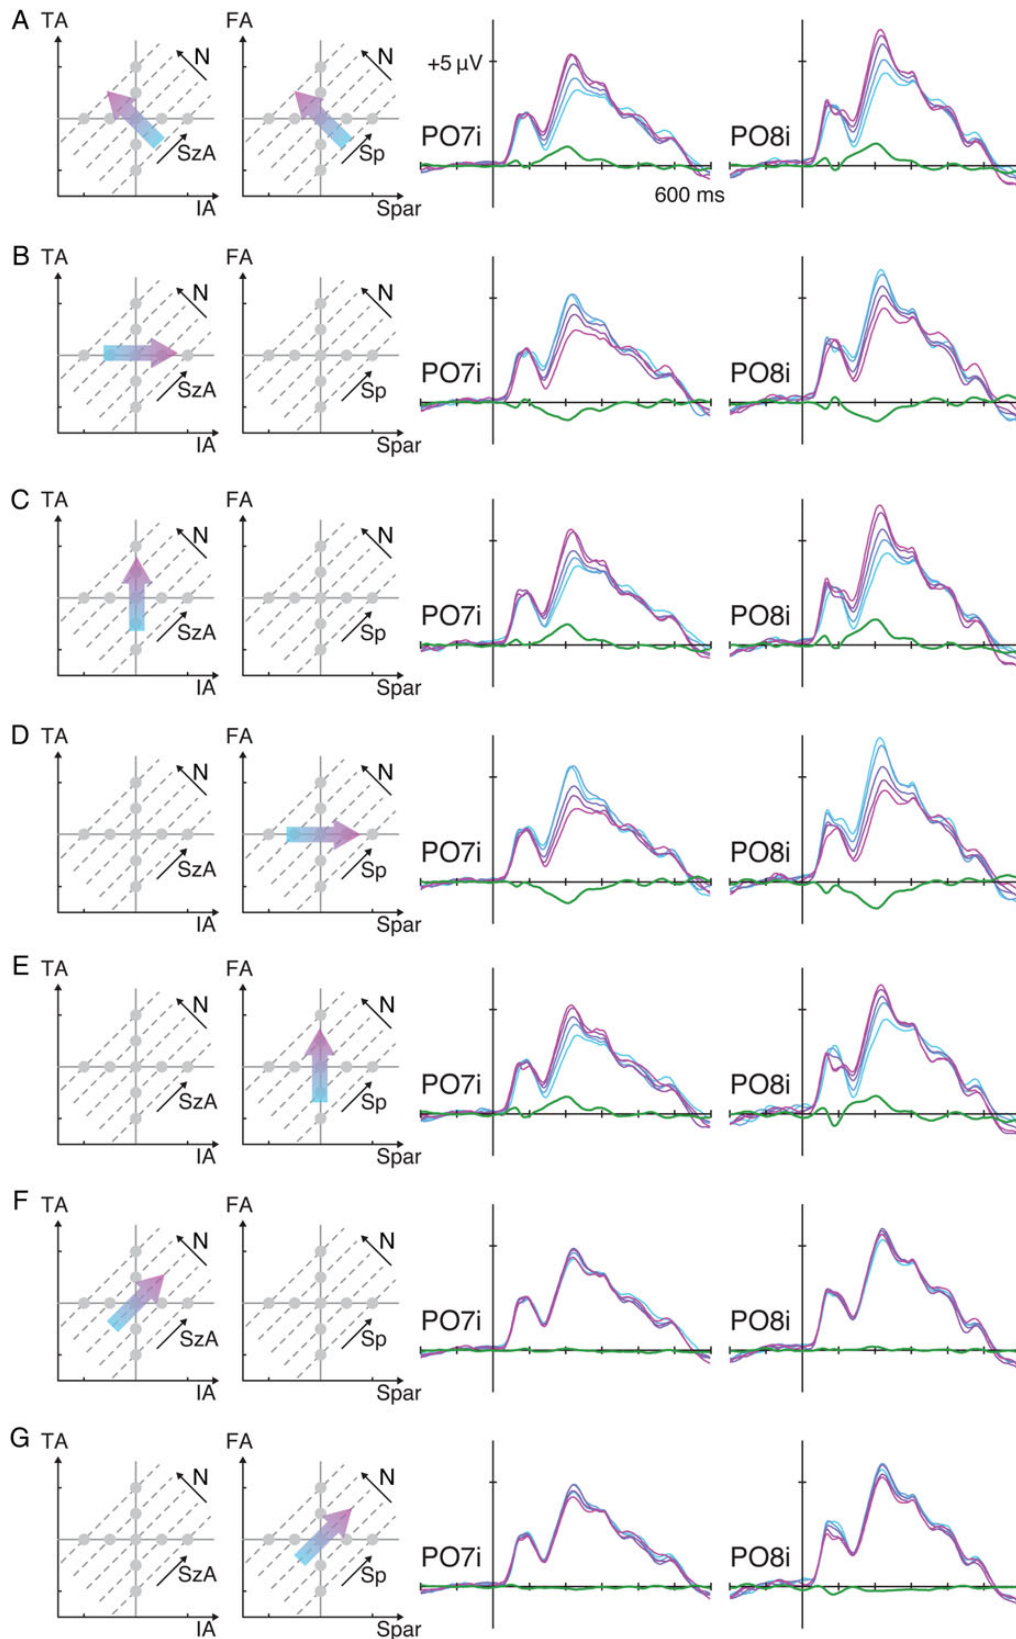 A TA FA
N N
+5 µV
PO7i PO8i
SzA Sp
600 ms
IA Spar
B TA FA
N N
PO7i PO8i
SzA Sp
IA Spar
C TA FA
N N
PO7i PO8i
SzA Sp
IA Spar
D TA FA
N N
PO7i PO8i
SzA Sp
IA Spar
E TA FA
N N
PO7i PO8i
SzA Sp
IA Spar
F TA FA
N N
PO7i PO8i
SzA Sp
IA Spar
G TA FA
N N
PO7i PO8i
SzA Sp
IA Spar